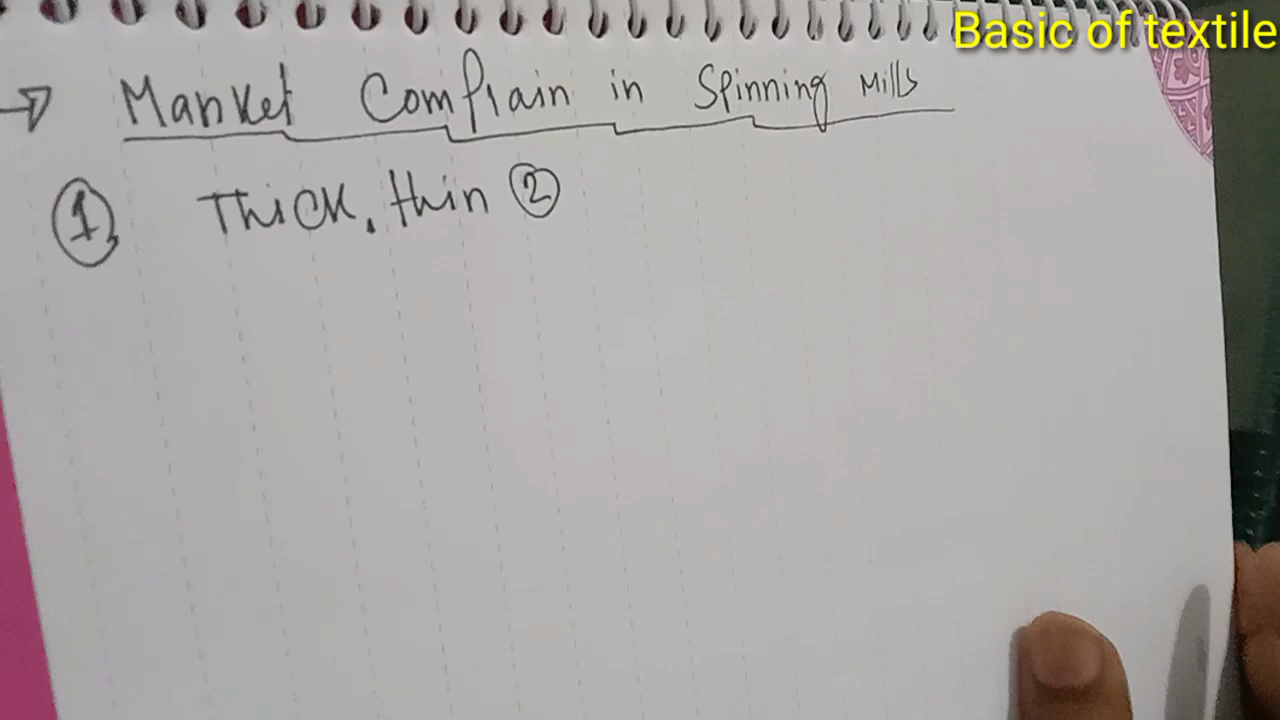 Basic of textile
→ Market Complain in Spinning Mills
① Thick, thin ②